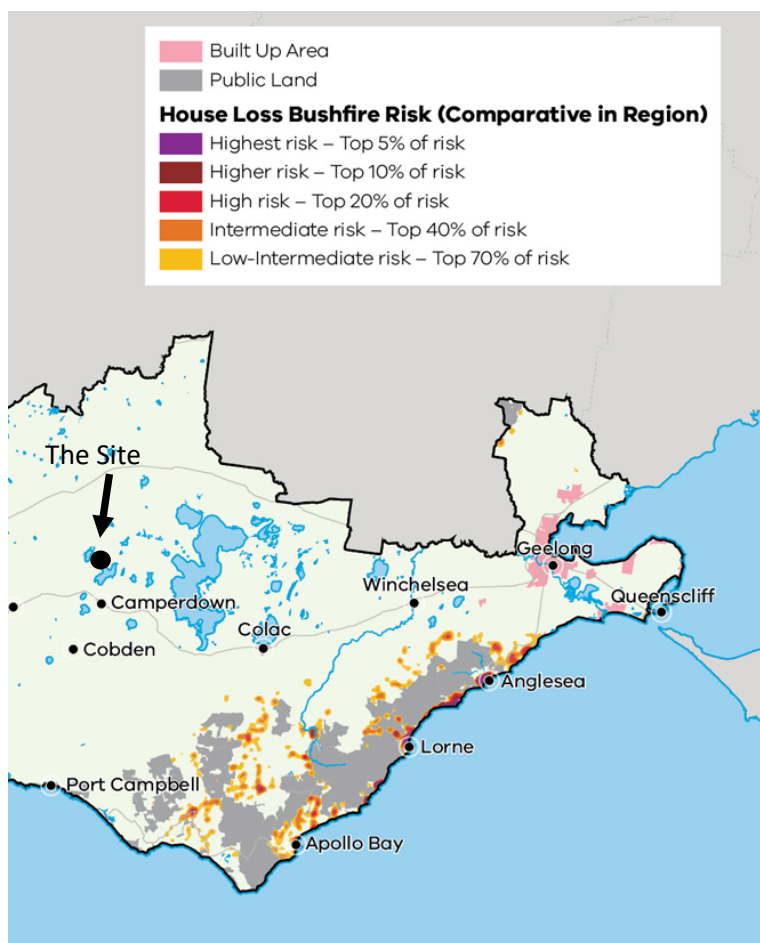 Built Up Area
Public Land
House Loss Bushfire Risk (Comparative in Region)
Highest risk – Top 5% of risk
Higher risk – Top 10% of risk
High risk – Top 20% of risk
Intermediate risk – Top 40% of risk
Low-Intermediate risk – Top 70% of risk
The Site
Geelong
Winchelsea
Queenscliff
Camperdown
Colac
Cobden
Anglesea
Lorne
Port Campbell
Apollo Bay